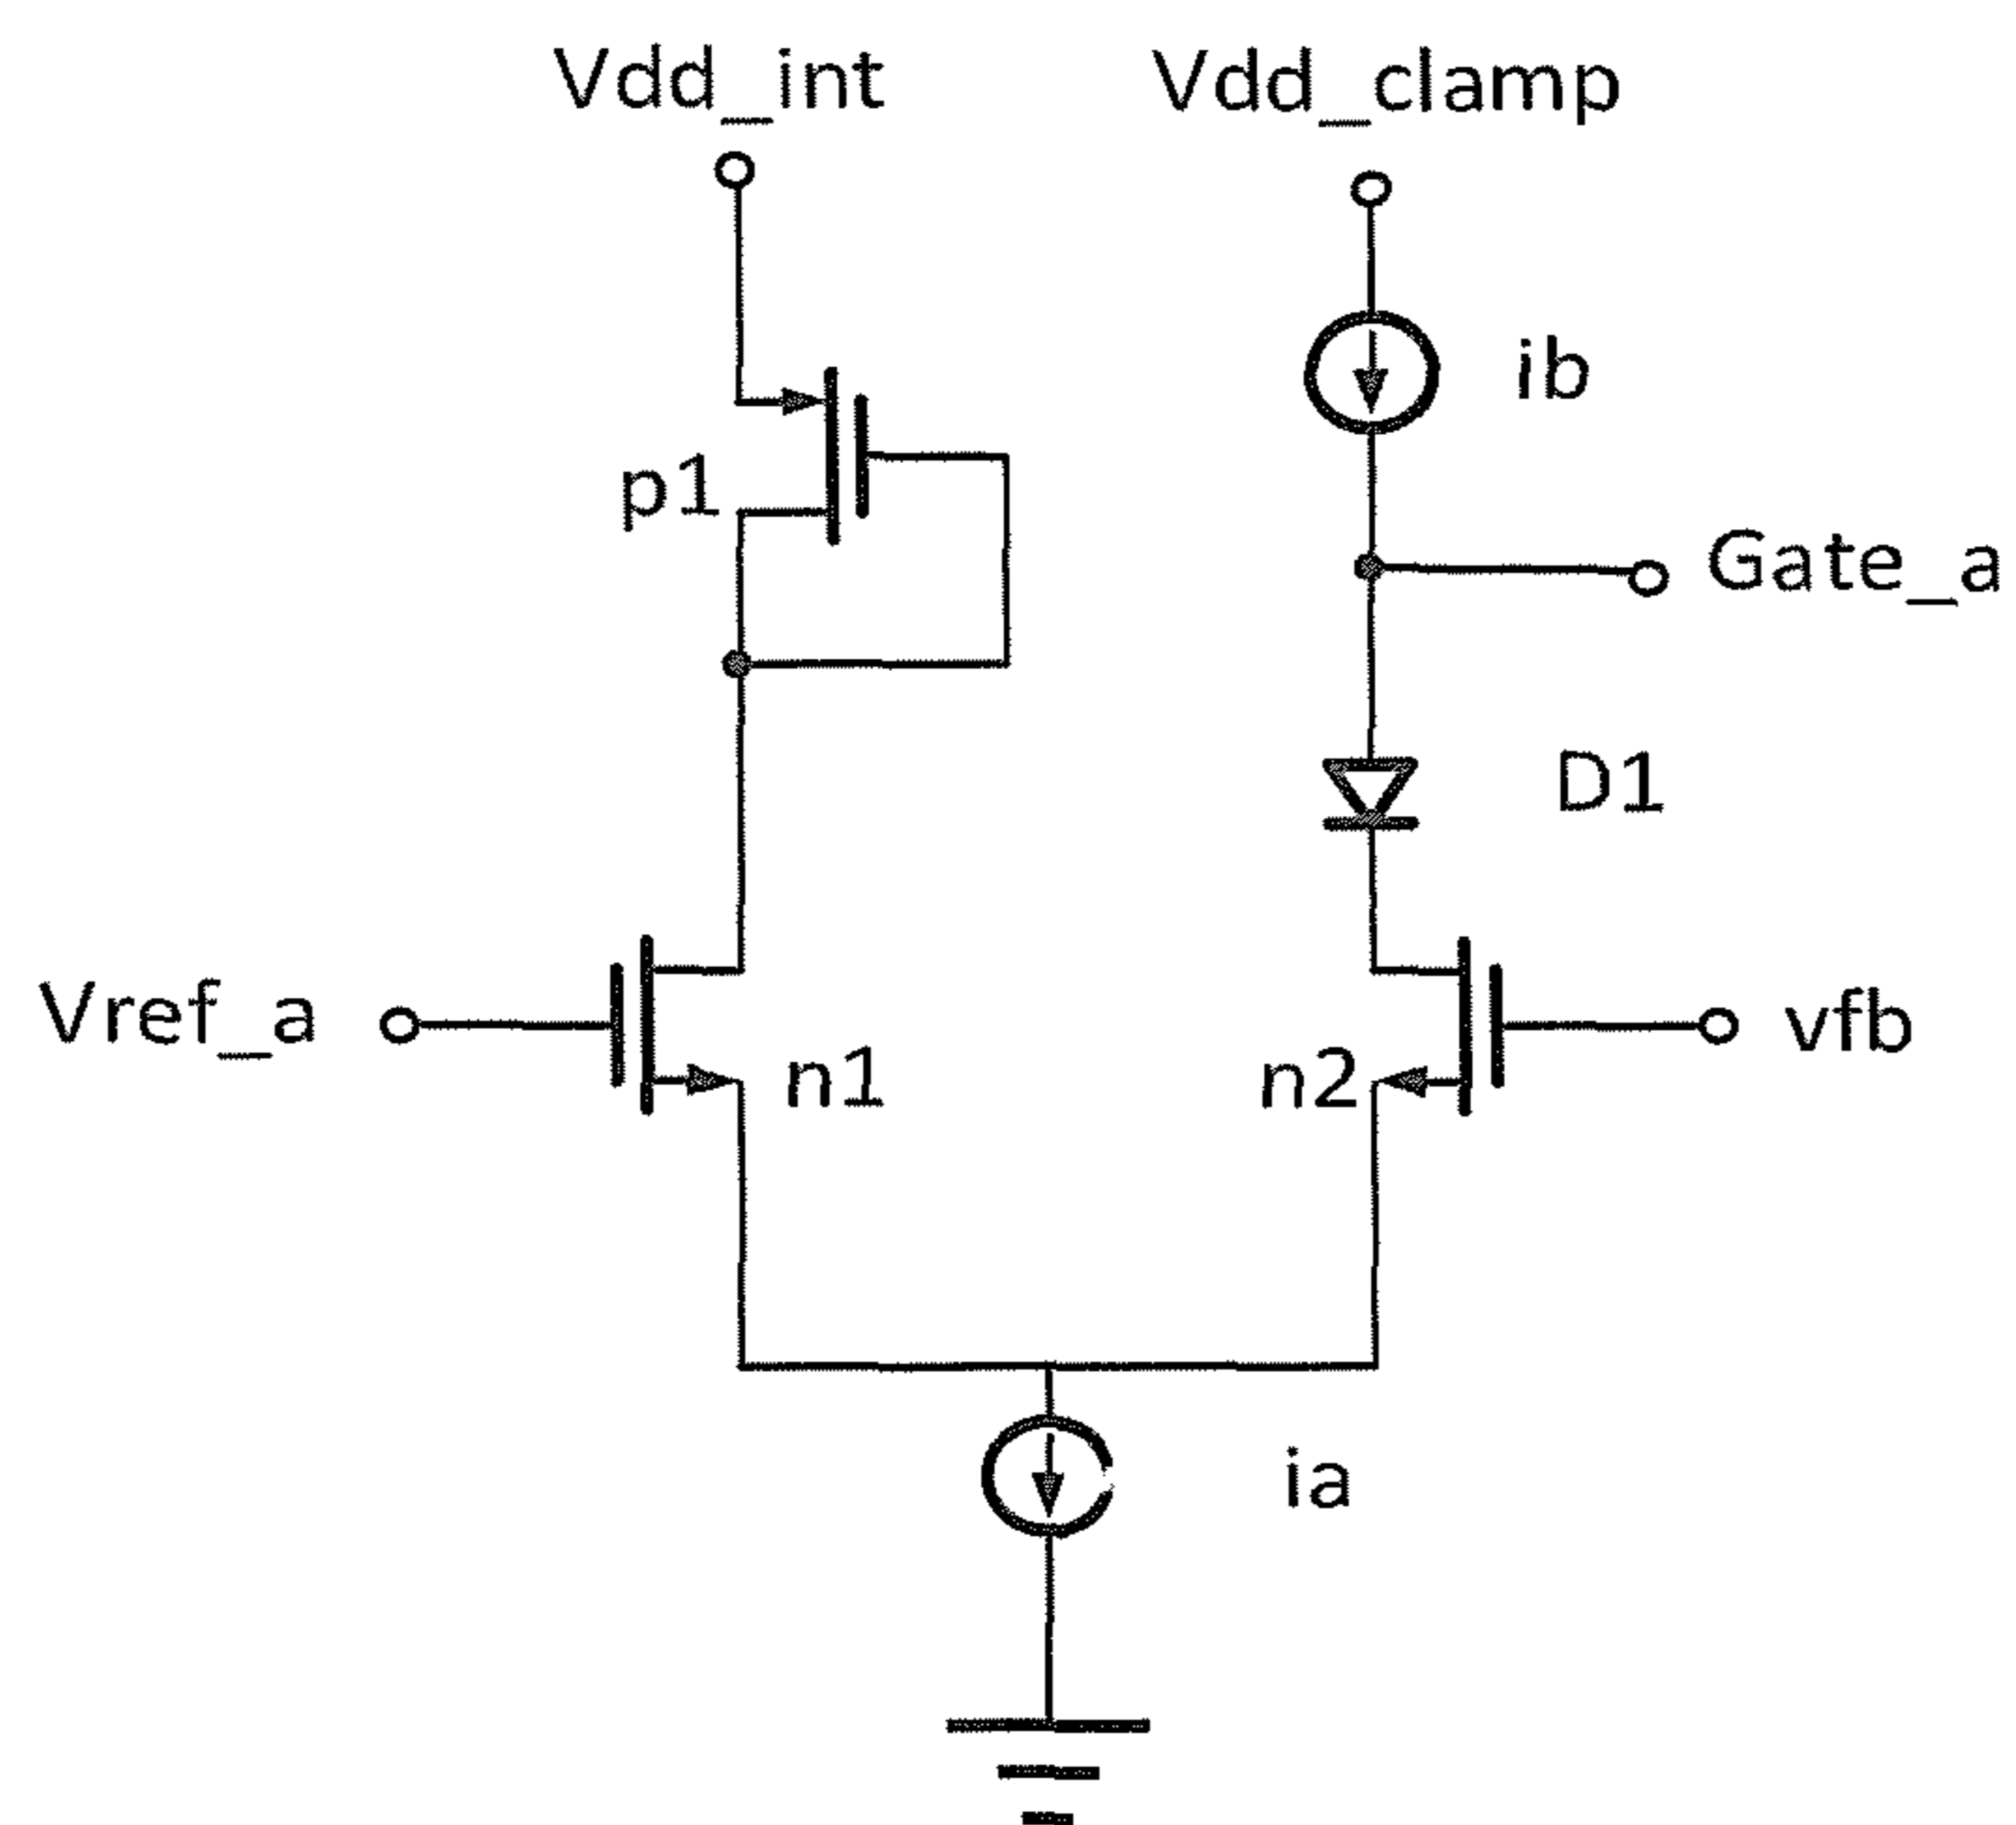 Vdd_int
Vdd_clamp
ib
p1
Gate_a
D1
Vref_a
vfb
n1
n2
ia